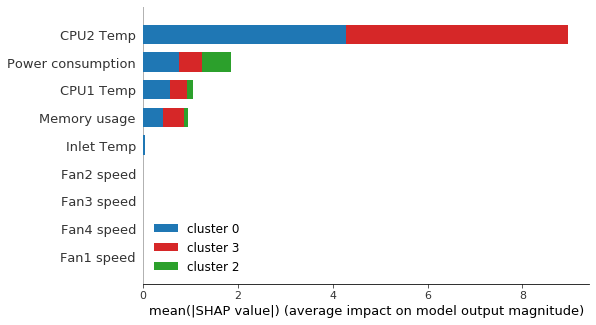 CPU2 Temp
Power consumption
CPU1 Temp
Memory usage
Inlet Temp
Fan2 speed
Fan3 speed
Fan4 speed
Fan1 speed
cluster 0
cluster 3
cluster 2
0 2 4 6 8
mean(|SHAP value|) (average impact on model output magnitude)